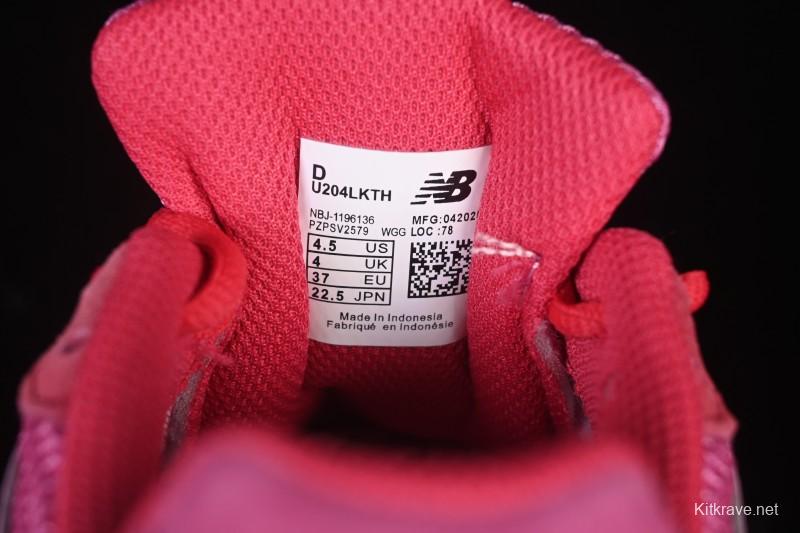 D
U204LKTH
NB
NBJ-1196136
PZPSV2579 WGG
MFG:04202
LOC :78
4.5 US
4 UK
37 EU
22.5 JPN
Made In Indonesia
Fabriqué en indonésie
Kitkrave.net